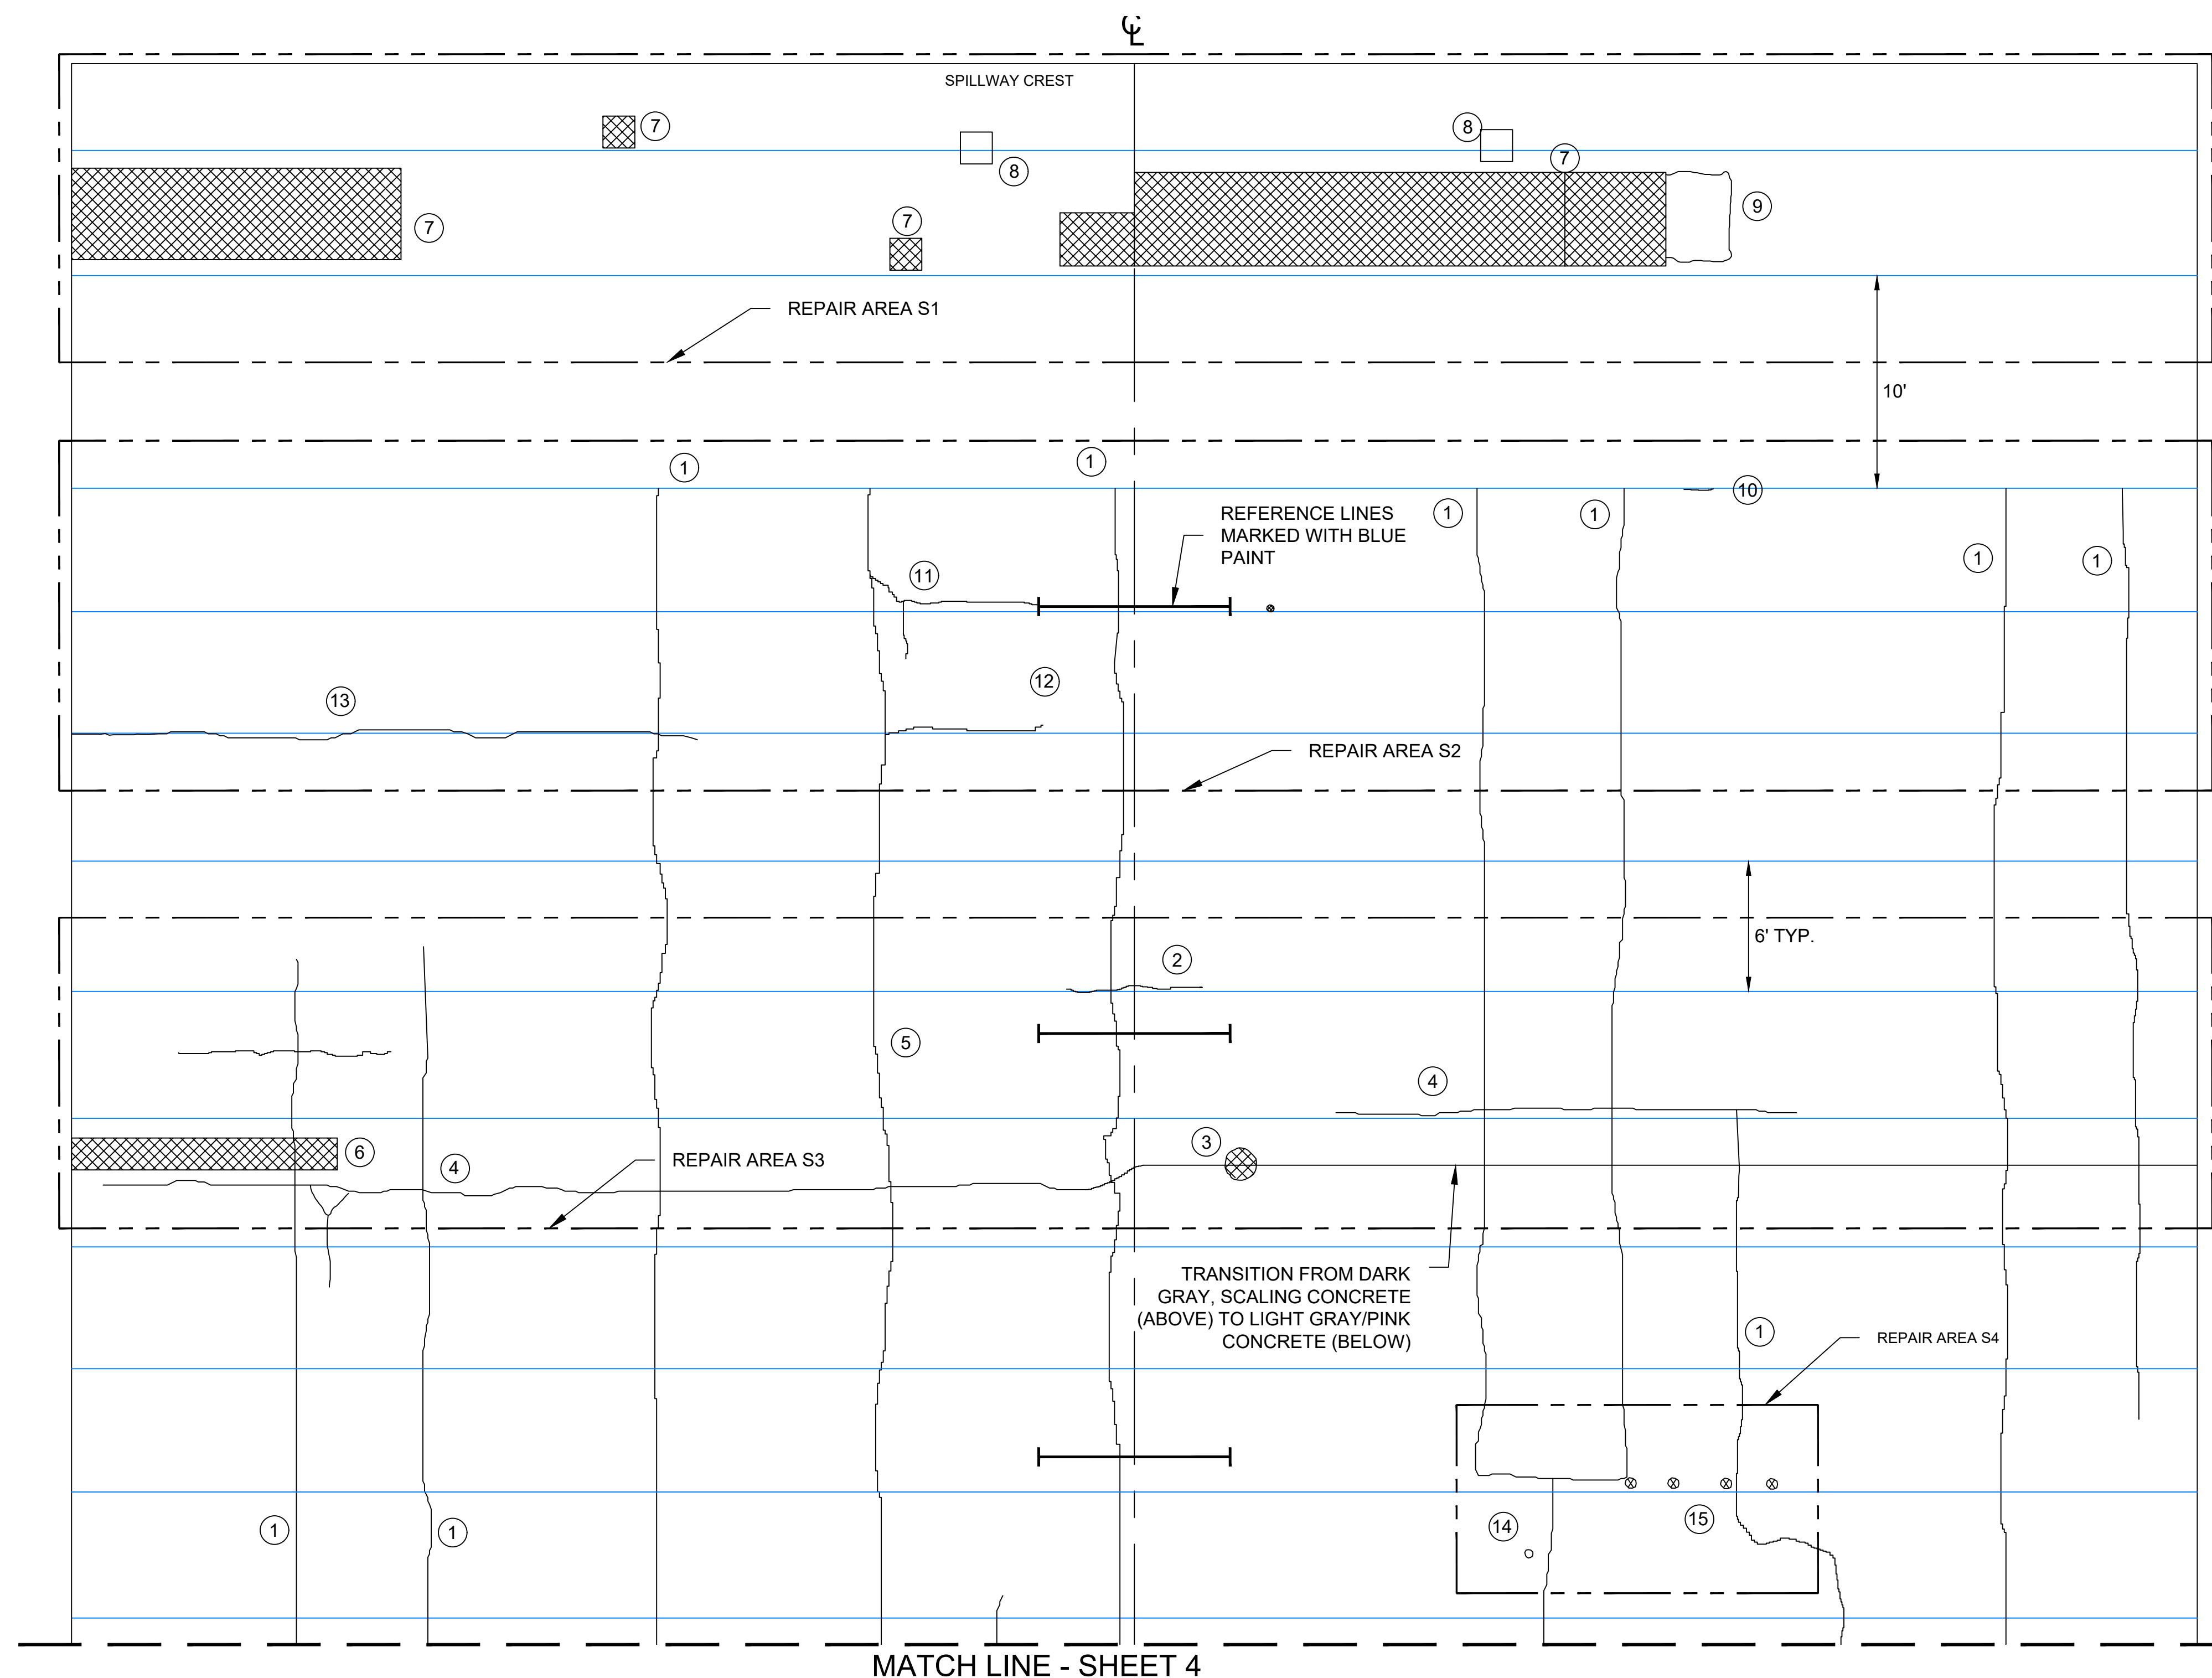 ℄
SPILLWAY CREST
7
8
7
8
7
9
7
7
REPAIR AREA S1
10'
1
1
10
1
1
REFERENCE LINES
MARKED WITH BLUE
PAINT
1
1
11
12
13
REPAIR AREA S2
6' TYP.
2
5
4
3
6
4
REPAIR AREA S3
TRANSITION FROM DARK
GRAY, SCALING CONCRETE
(ABOVE) TO LIGHT GRAY/PINK
CONCRETE (BELOW)
1
REPAIR AREA S4
14
15
1
1
MATCH LINE - SHEET 4